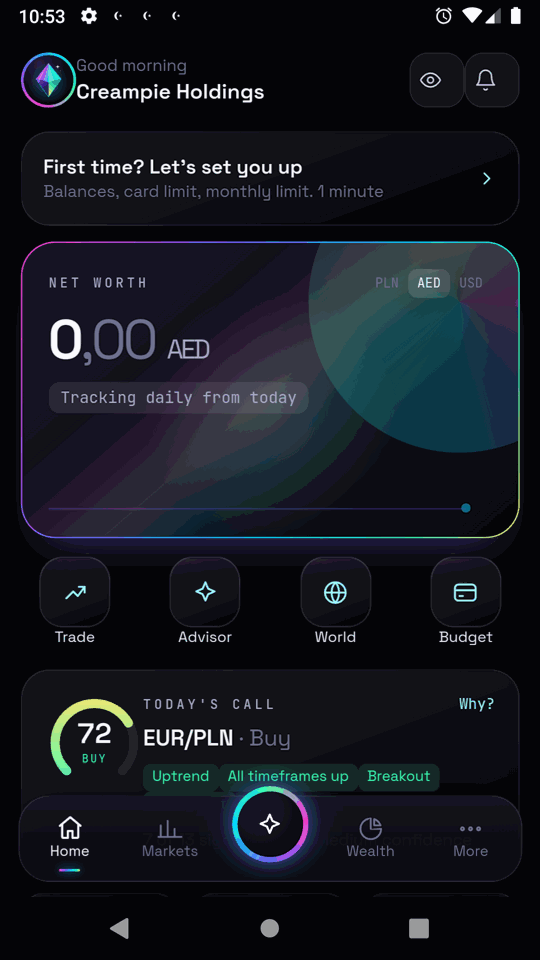 10:53
Good morning
Creampie Holdings
First time? Let's set you up
Balances, card limit, monthly limit. 1 minute
NET WORTH
PLN AED USD
0,00 AED
Tracking daily from today
Trade Advisor World Budget
TODAY'S CALL
Why?
72
BUY
EUR/PLN · Buy
Uptrend All timeframes up Breakout
Home Markets Wealth More